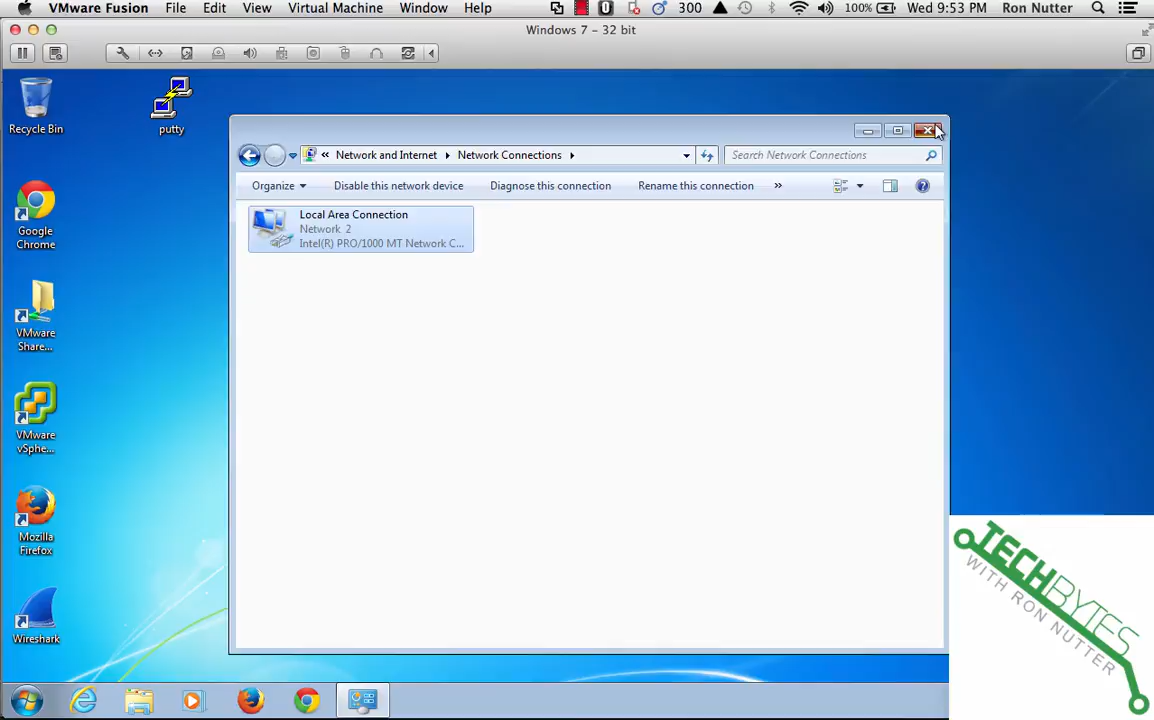 VMware Fusion File Edit View Virtual Machine Window Help 300 100% Wed 9:53 PM Ron Nutter
Windows 7 – 32 bit
Recycle Bin
putty
Google
Chrome
VMware
Share...
VMware
vSphe...
Mozilla
Firefox
Wireshark
« Network and Internet Network Connections Search Network Connections
Organize Disable this network device Diagnose this connection Rename this connection »
Local Area Connection
Network 2
Intel(R) PRO/1000 MT Network C...
TECHBYTES
WITH RON NUTTER